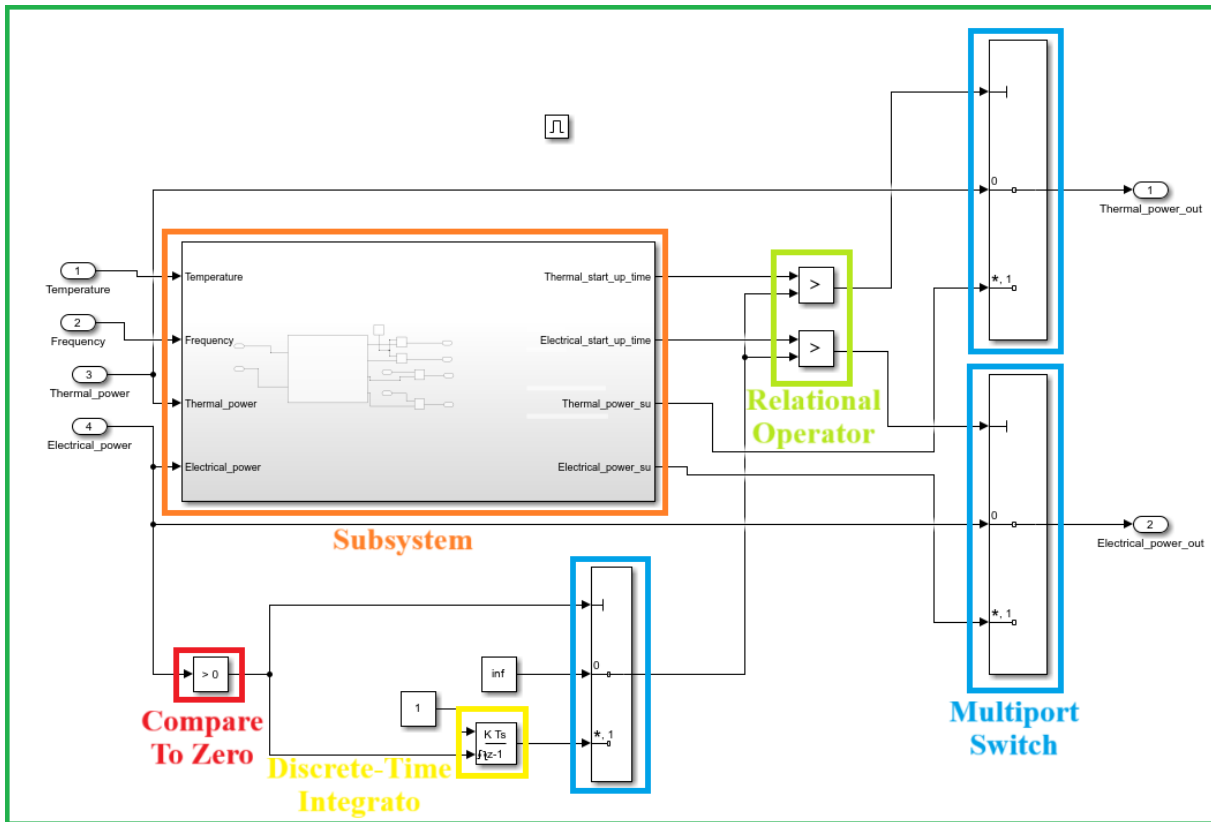 0
1
Thermal_power_out
*, 1
1
Temperature
2
Frequency
3
Thermal_power
4
Electrical_power
Temperature
Frequency
Thermal_power
Electrical_power
Thermal_start_up_time
Electrical_start_up_time
Thermal_power_su
Electrical_power_su
Subsystem
>
>
Relational
Operator
0
2
Electrical_power_out
*, 1
Multiport
Switch
> 0
Compare
To Zero
inf
1
K Ts
z-1
Discrete-Time
Integrato
0
*, 1